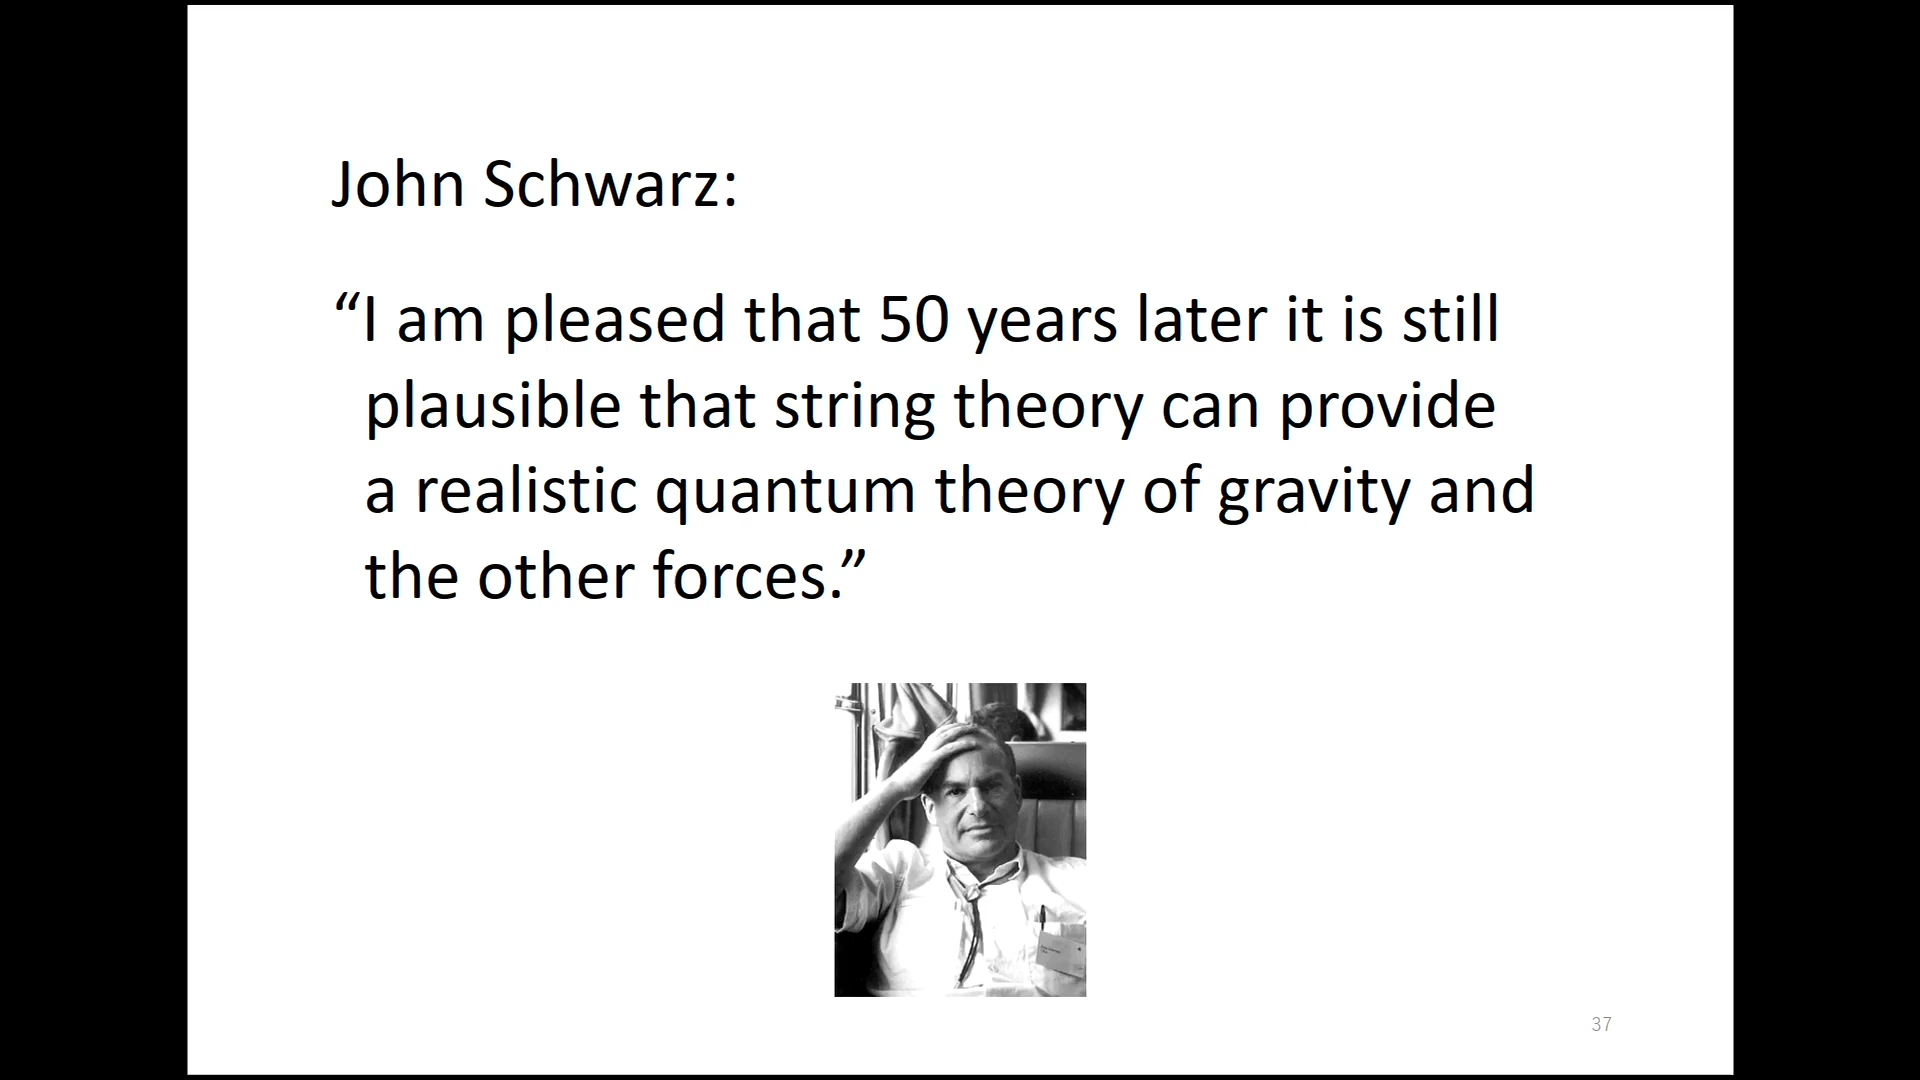 John Schwarz:
“I am pleased that 50 years later it is still
plausible that string theory can provide
a realistic quantum theory of gravity and
the other forces.”
37